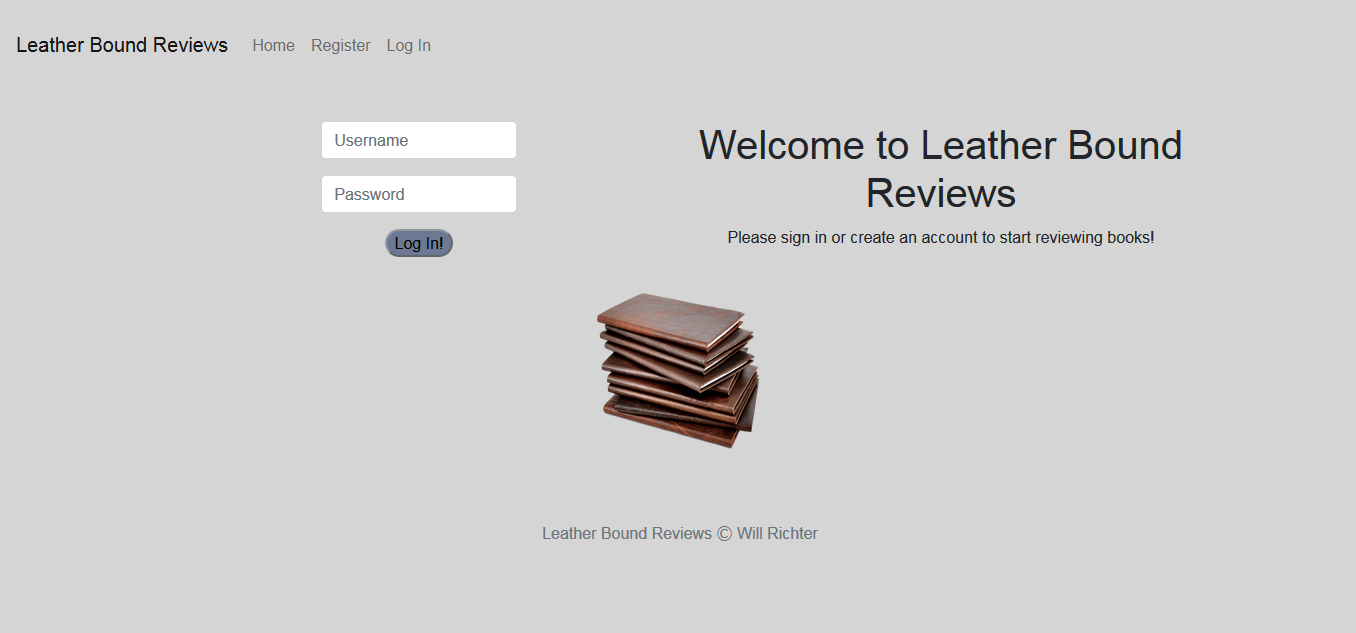 Leather Bound Reviews Home Register Log In
Username
Password
Log In!
Welcome to Leather Bound
Reviews
Please sign in or create an account to start reviewing books!
Leather Bound Reviews © Will Richter